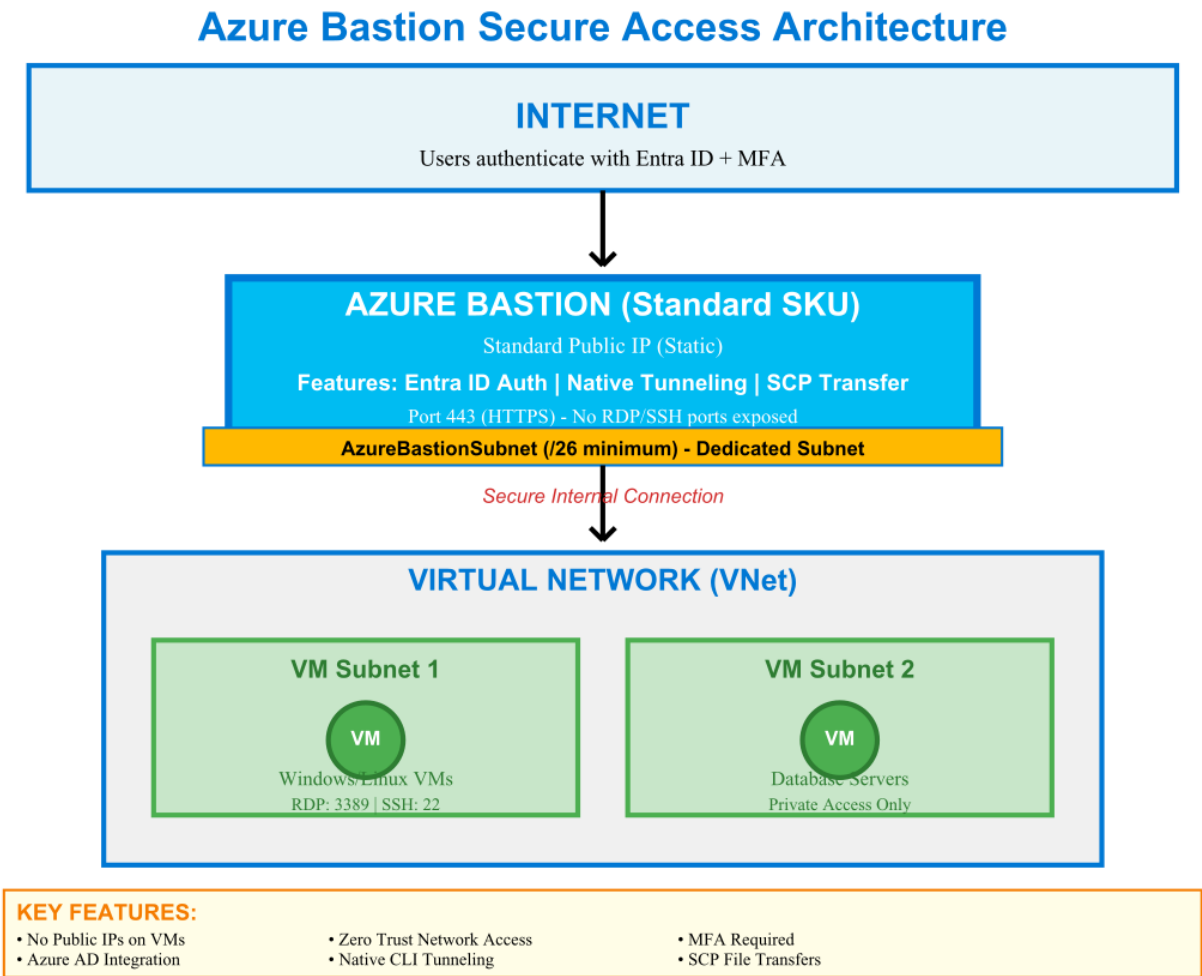 Azure Bastion Secure Access Architecture
INTERNET
Users authenticate with Entra ID + MFA
AZURE BASTION (Standard SKU)
Standard Public IP (Static)
Features: Entra ID Auth | Native Tunneling | SCP Transfer
Port 443 (HTTPS) - No RDP/SSH ports exposed
AzureBastionSubnet (/26 minimum) - Dedicated Subnet
Secure Internal Connection
VIRTUAL NETWORK (VNet)
VM Subnet 1
VM
Windows/Linux VMs
RDP: 3389 | SSH: 22
VM Subnet 2
VM
Database Servers
Private Access Only
KEY FEATURES:
• No Public IPs on VMs
• Azure AD Integration
• Zero Trust Network Access
• Native CLI Tunneling
• MFA Required
• SCP File Transfers